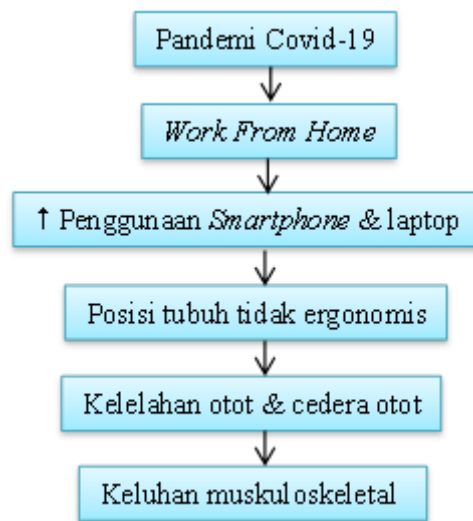 Pandemi Covid-19
Work From Home
↑ Penggunaan Smartphone & laptop
Posisi tubuh tidak ergonomis
Kelelahan otot & cedera otot
Keluhan muskuloskeletal